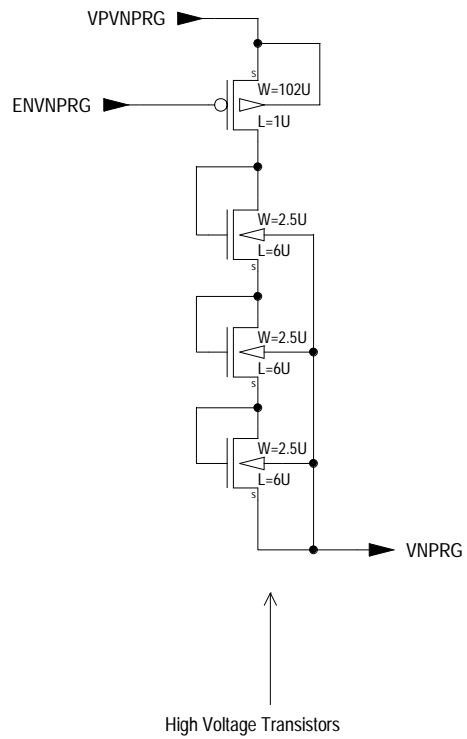 VPVNPRG
s
W=102U
ENVNPRG
L=1U
W=2.5U
L=6U
s
W=2.5U
L=6U
s
W=2.5U
L=6U
s
VNPRG
High Voltage Transistors